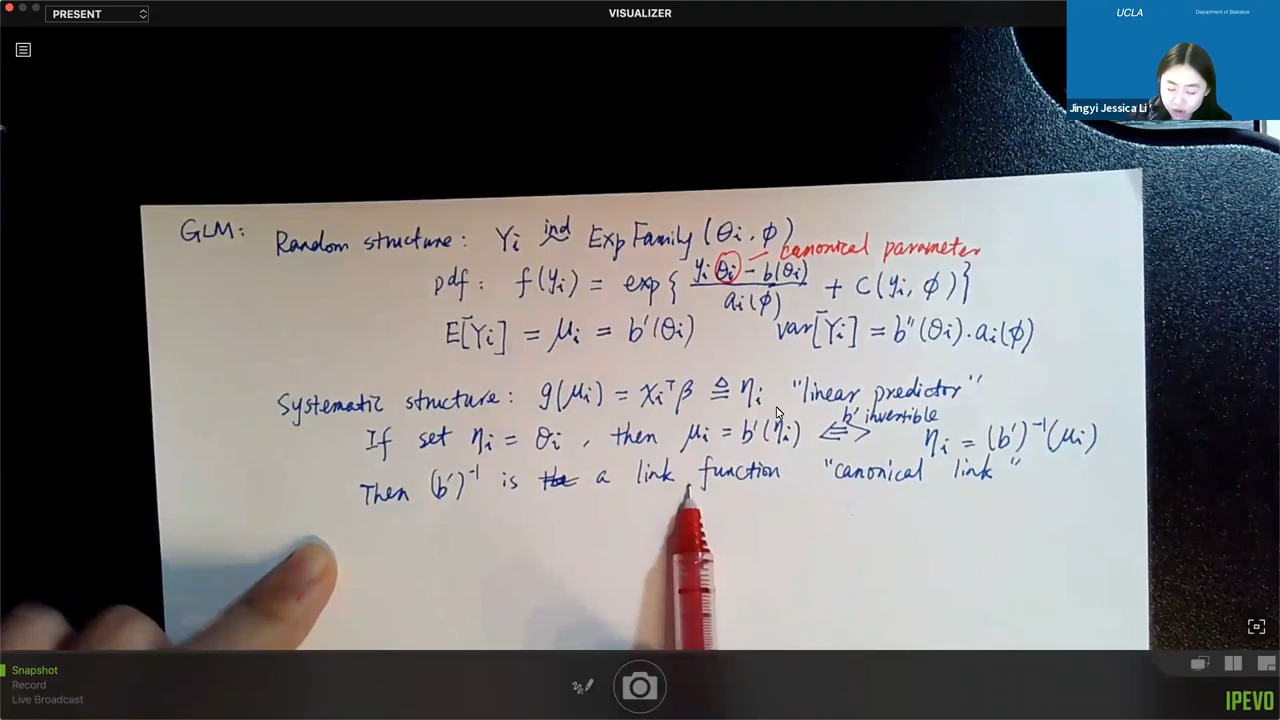 PRESENT
VISUALIZER
UCLA
Department of Statistics
Jingyi Jessica Li
GLM: Random structure: Yi ind~ Exp Family (θi, ϕ)
canonical parameter
pdf: f(yi) = exp{ (yi θi − b(θi)) / ai(ϕ) + C(yi, ϕ) }
E[Yi] = μi = b′(θi) var[Yi] = b″(θi)·ai(ϕ)
Systematic structure: g(μi) = xiᵀβ ≜ ηi "linear predictor"
If set ηi = θi, then μi = b′(ηi) ⟺ b′ invertible ηi = (b′)⁻¹(μi)
Then (b′)⁻¹ is the a link function "canonical link"
Snapshot
Record
Live Broadcast
IPEVO